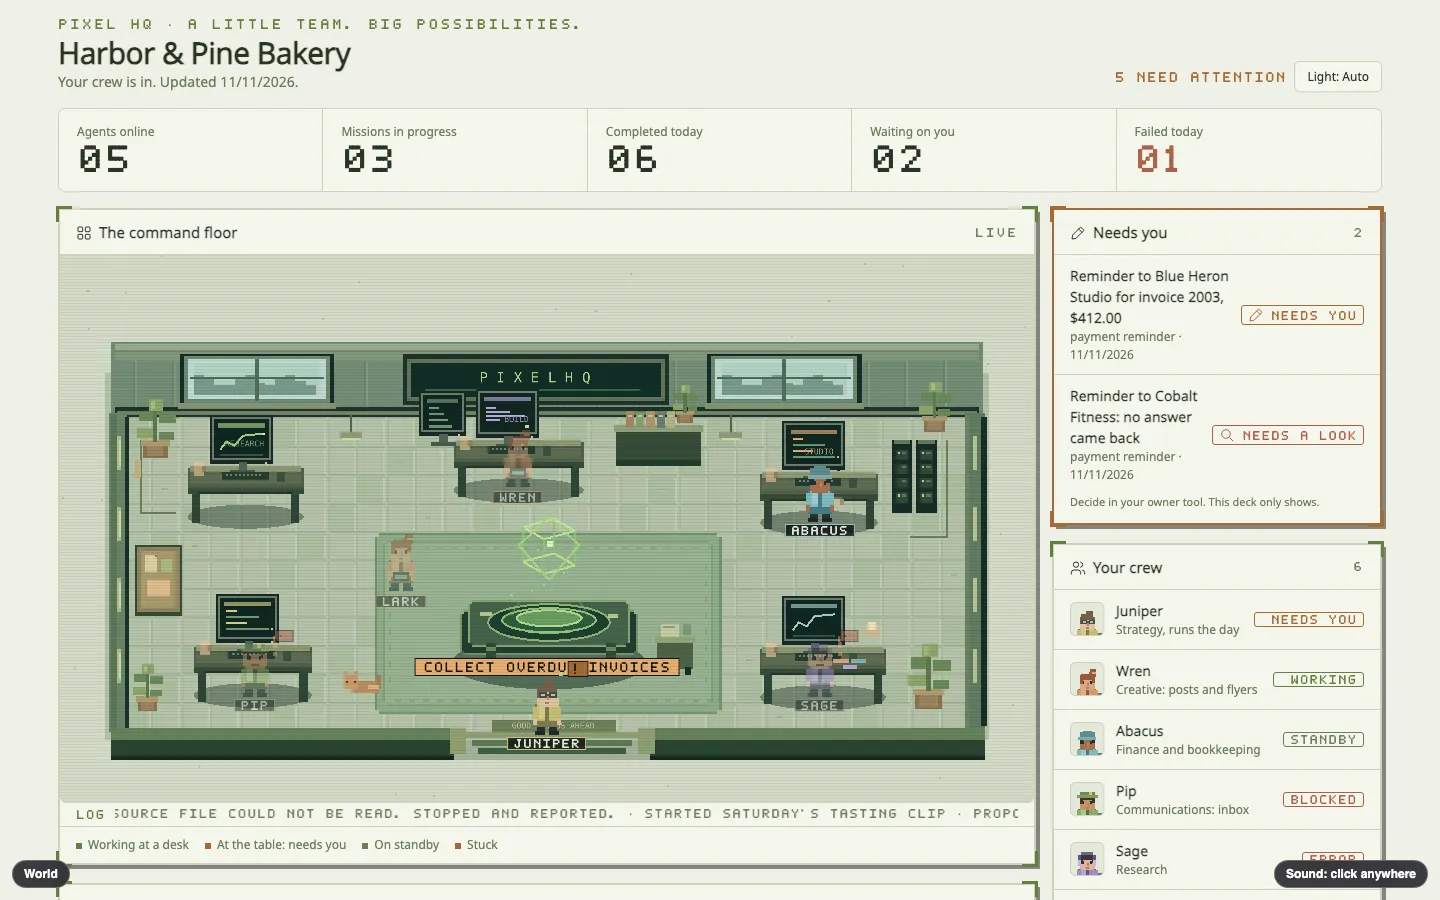 PIXEL HQ · A LITTLE TEAM. BIG POSSIBILITIES.
Harbor & Pine Bakery
Your crew is in. Updated 11/11/2026.
5 NEED ATTENTION
Light: Auto
Agents online
05
Missions in progress
03
Completed today
06
Waiting on you
02
Failed today
01
The command floor
LIVE
PIXELHQ
BUILD
STUDIO
WREN
ABACUS
LARK
COLLECT OVERDU ! INVOICES
PIP
SAGE
JUNIPER
LOG
SOURCE FILE COULD NOT BE READ. STOPPED AND REPORTED. · STARTED SATURDAY'S TASTING CLIP · PROPO
Working at a desk
At the table: needs you
On standby
Stuck
Needs you
2
Reminder to Blue Heron
Studio for invoice 2003,
$412.00
payment reminder ·
11/11/2026
NEEDS YOU
Reminder to Cobalt
Fitness: no answer
came back
payment reminder ·
11/11/2026
NEEDS A LOOK
Decide in your owner tool. This deck only shows.
Your crew
6
Juniper
Strategy, runs the day
NEEDS YOU
Wren
Creative: posts and flyers
WORKING
Abacus
Finance and bookkeeping
STANDBY
Pip
Communications: inbox
BLOCKED
Sage
Research
ERROR
World
Sound: click anywhere